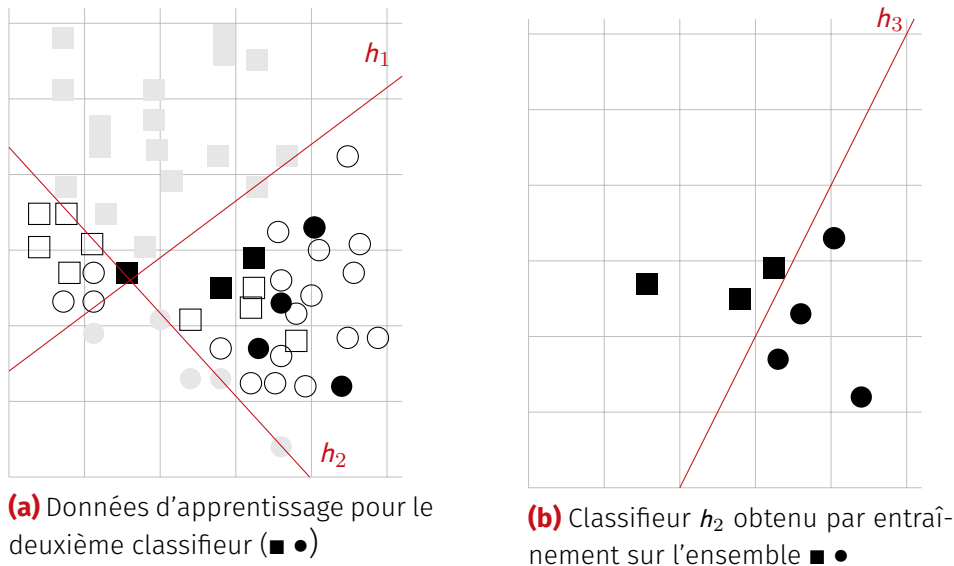 h₁
h₂
h₃
(a) Données d'apprentissage pour le
deuxième classifieur (■ ●)
(b) Classifieur h₂ obtenu par entraî-
nement sur l'ensemble ■ ●